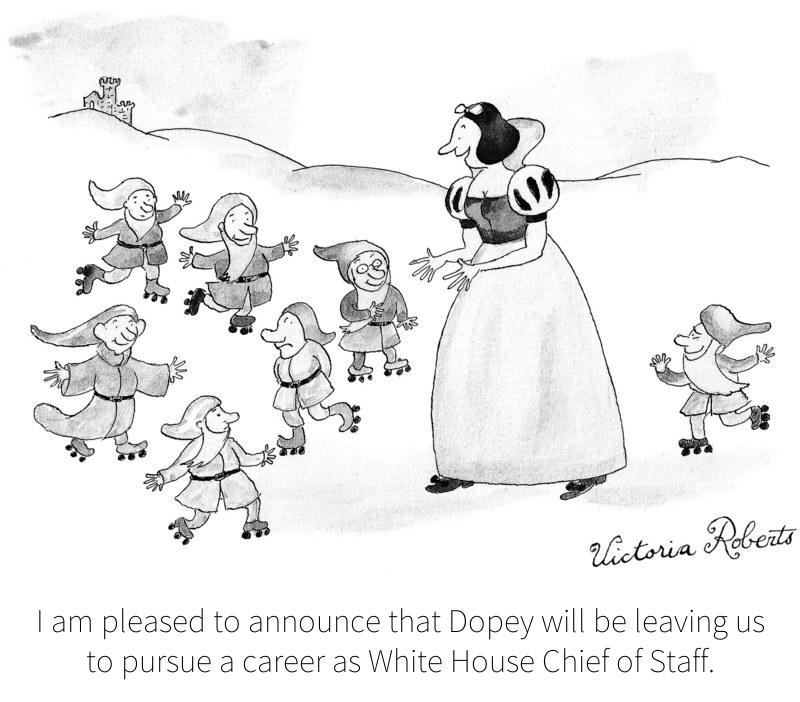 Victoria Roberts
I am pleased to announce that Dopey will be leaving us
to pursue a career as White House Chief of Staff.